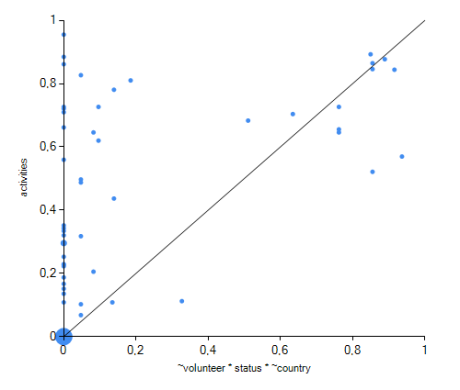 1
0,8
0,6
0,4
0,2
0
activities
0 0,2 0,4 0,6 0,8 1
~volunteer * status * ~country